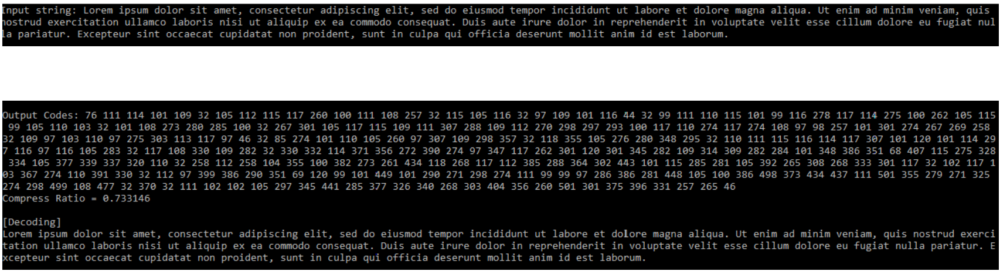 Input string: Lorem ipsum dolor sit amet, consectetur adipiscing elit, sed do eiusmod tempor incididunt ut labore et dolore magna aliqua. Ut enim ad minim veniam, quis
nostrud exercitation ullamco laboris nisi ut aliquip ex ea commodo consequat. Duis aute irure dolor in reprehenderit in voluptate velit esse cillum dolore eu fugiat nul
la pariatur. Excepteur sint occaecat cupidatat non proident, sunt in culpa qui officia deserunt mollit anim id est laborum.
Output Codes: 76 111 114 101 109 32 105 112 115 117 260 100 111 108 257 32 115 105 116 32 97 109 101 116 44 32 99 111 110 115 101 99 116 278 117 114 275 100 262 105 115
99 105 110 103 32 101 108 273 280 285 100 32 267 301 105 117 115 109 111 307 288 109 112 270 298 297 293 100 117 110 274 117 274 108 97 98 257 101 301 274 267 269 258
32 109 97 103 110 97 275 303 113 117 97 46 32 85 274 101 110 105 260 97 307 109 298 357 32 118 355 105 276 280 348 295 32 110 111 115 116 114 117 307 101 120 101 114 29
7 116 97 116 105 283 32 117 108 330 109 282 32 330 332 114 371 356 272 390 274 97 347 117 262 301 120 301 345 282 109 314 309 282 284 101 348 386 351 68 407 115 275 328
334 105 377 339 337 320 110 32 258 112 258 104 355 100 382 273 261 434 118 268 117 112 385 288 364 302 443 101 115 285 281 105 392 265 308 268 333 301 117 32 102 117 1
03 367 274 110 391 330 32 112 97 399 386 290 351 69 120 99 101 449 101 290 271 298 274 111 99 99 97 286 386 281 448 105 100 386 498 373 434 437 111 501 355 279 271 325
274 298 499 108 477 32 370 32 111 102 102 105 297 345 441 285 377 326 340 268 303 404 356 260 501 301 375 396 331 257 265 46
Compress Ratio = 0.733146
[Decoding]
Lorem ipsum dolor sit amet, consectetur adipiscing elit, sed do eiusmod tempor incididunt ut labore et dolore magna aliqua. Ut enim ad minim veniam, quis nostrud exerci
tation ullamco laboris nisi ut aliquip ex ea commodo consequat. Duis aute irure dolor in reprehenderit in voluptate velit esse cillum dolore eu fugiat nulla pariatur. E
xcepteur sint occaecat cupidatat non proident, sunt in culpa qui officia deserunt mollit anim id est laborum.